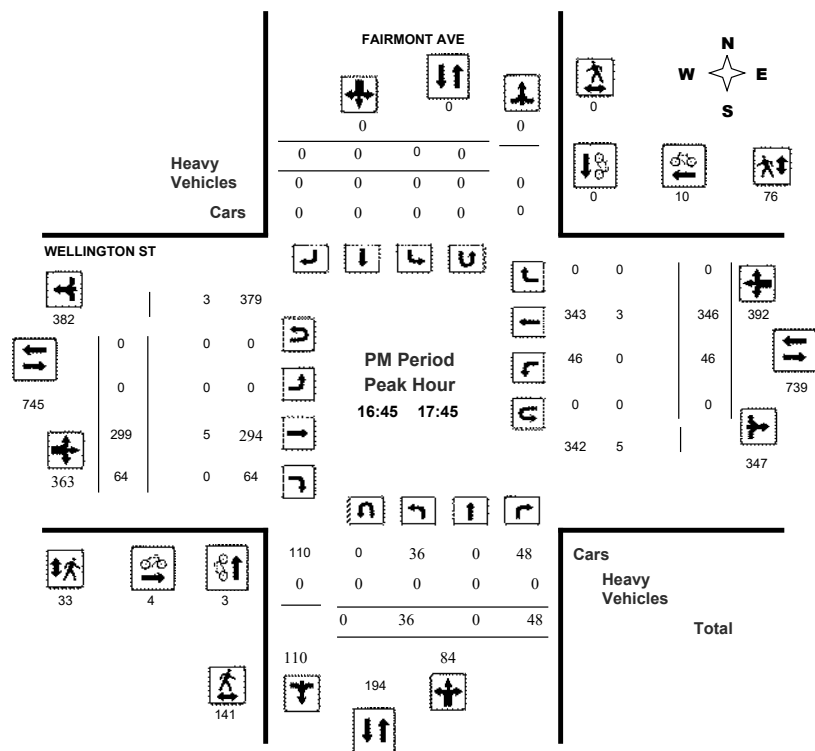 FAIRMONT AVE
N
W E
S
0
0
0 0
0 0 0 0
Heavy
Vehicles
0 0 0 0 0
Cars
0 0 0 0 0
0 10 76
WELLINGTON ST
382
3 379
0 0 0
0 0 0
299 5 294
64 0 64
745
363
PM Period
Peak Hour
16:45 17:45
0 0 0
343 3 346
46 0 46
0 0 0
342 5
392
739
347
110 0 36 0 48
Cars
0 0 0 0 0
Heavy
Vehicles
0 36 0 48
Total
33 4 3
110 84
194
141